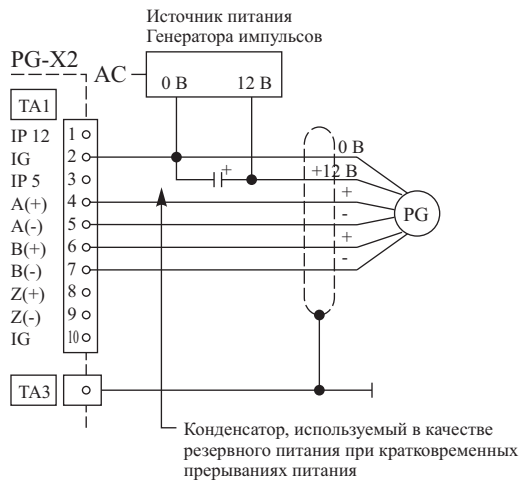 Источник питания
Генератора импульсов
PG-X2
AC
0 В 12 В
TA1
IP 12 1
IG 2
IP 5 3
A(+) 4
A(-) 5
B(+) 6
B(-) 7
Z(+) 8
Z(-) 9
IG 10
0 В
+
+12 В
+
-
+
-
PG
TA3
Конденсатор, используемый в качестве
резервного питания при кратковременных
прерываниях питания